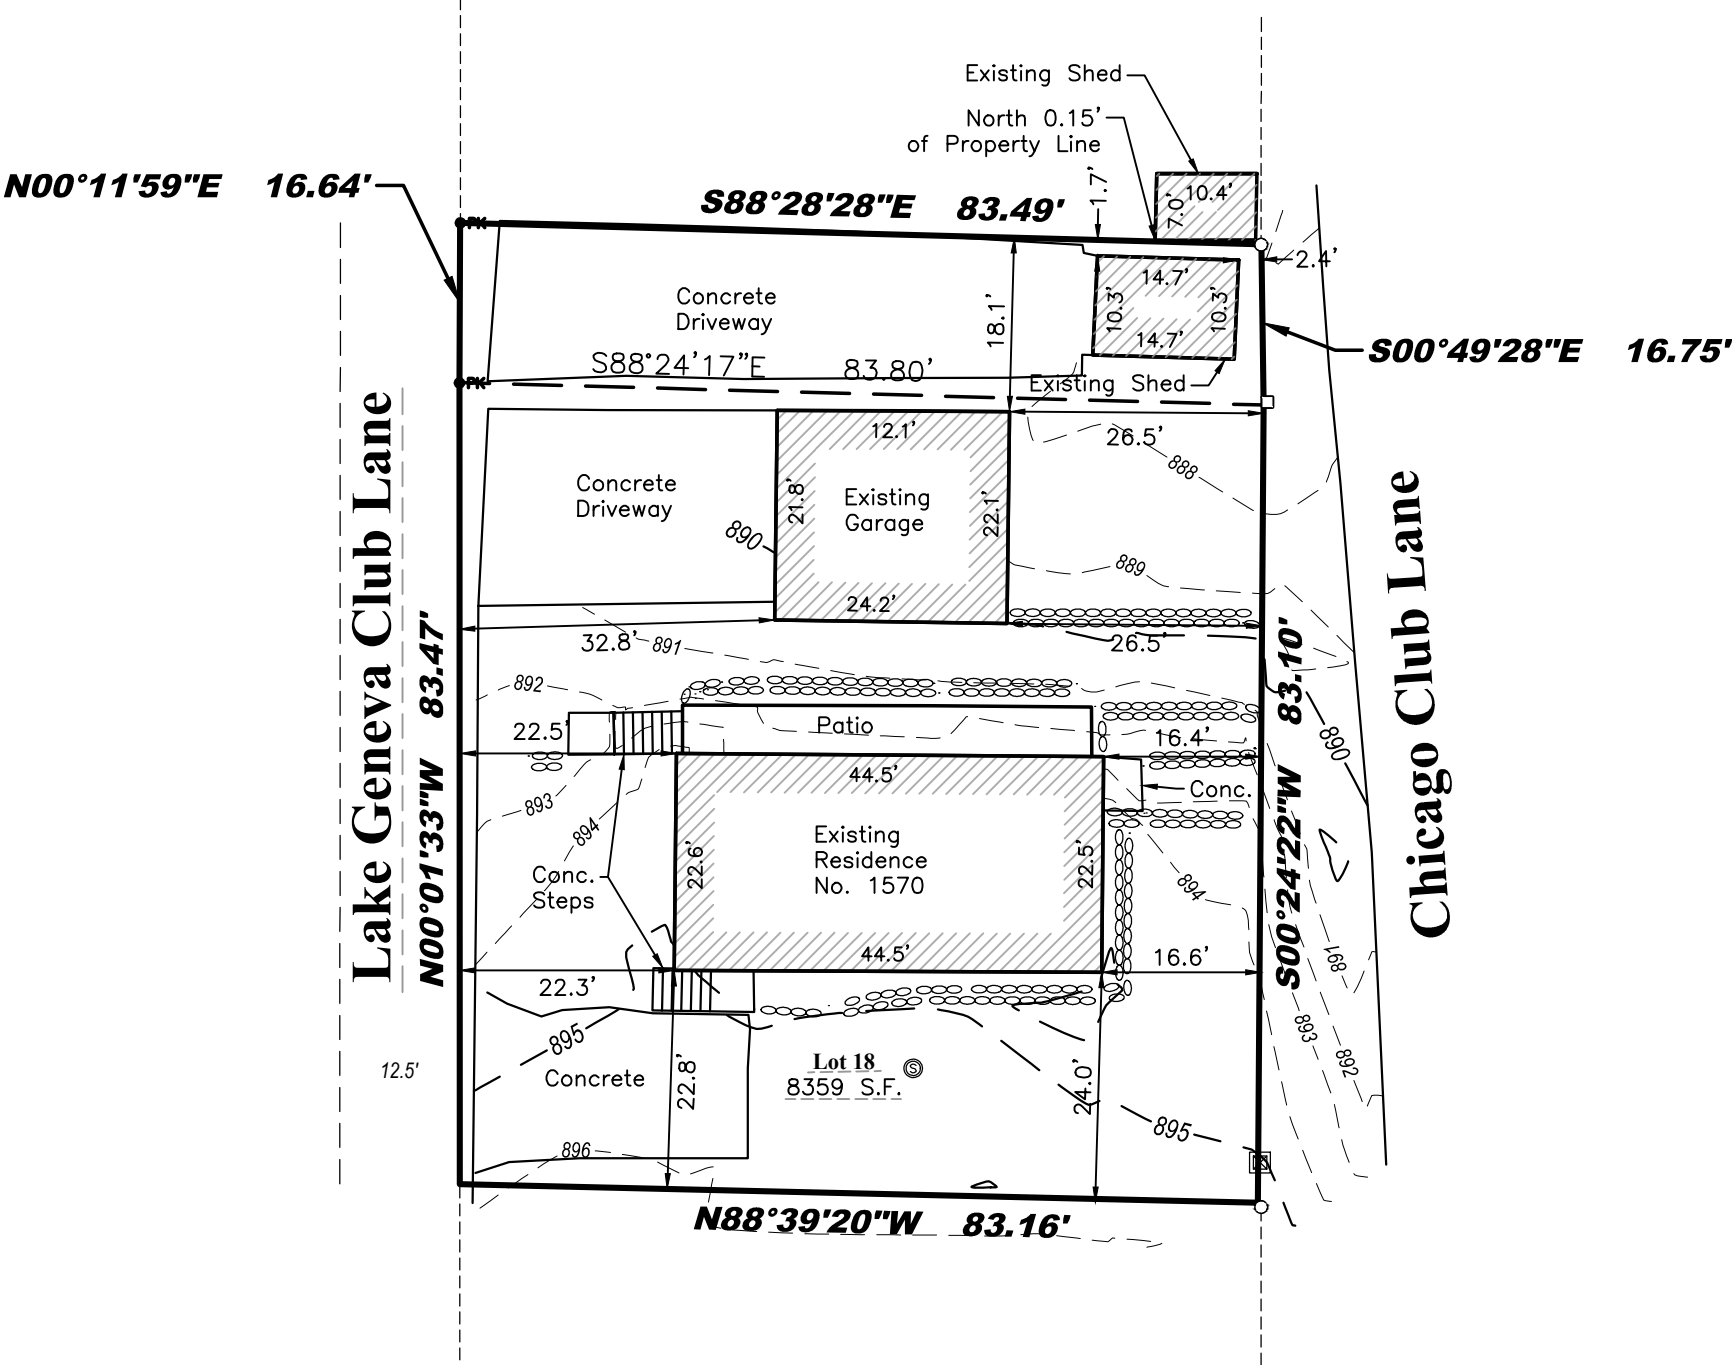 Existing Shed
North 0.15'
of Property Line
1.7'
10.4'
7.0'
N00°11'59"E 16.64'
S88°28'28"E 83.49'
PK
2.4'
14.7'
10.3'
10.3'
14.7'
Concrete
Driveway
18.1'
S00°49'28"E 16.75'
S88°24'17"E 83.80'
Existing Shed
PK
12.1'
26.5'
888
Concrete
Driveway
21.8'
Existing
Garage
22.1'
890
889
24.2'
32.8'
891
26.5'
Lake Geneva Club Lane
Chicago Club Lane
N00°01'33"W 83.47'
S00°24'22"W 83.10'
892
22.5'
Patio
16.4'
890
44.5'
Conc.
893
894
Existing
Residence
No. 1570
22.6'
22.5'
Conc.
Steps
894
44.5'
16.6'
891
22.3'
895
893
892
12.5'
Concrete
22.8'
Lot 18
S
8359 S.F.
24.0'
895
896
N88°39'20"W 83.16'